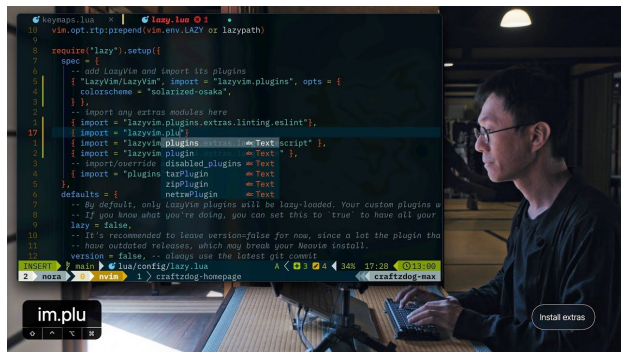 keymaps.lua × lazy.lua 1 •
10 vim.opt.rtp:prepend(vim.env.LAZY or lazypath)
9
8 require("lazy").setup({
7 spec = {
6 -- add LazyVim and import its plugins
5 { "LazyVim/LazyVim", import = "lazyvim.plugins", opts = {
4 colorscheme = "solarized-osaka",
3 } },
2 -- import any extras modules here
1 { import = "lazyvim.plugins.extras.linting.eslint"},
17 { import = "lazyvim.plu"}
1 { import = "lazyvim plugins extras.la Text script" },
2 { import = "lazyvim plugin Text " },
3 -- import/override disabled_plugins Text
4 { import = "plugins tarPlugin Text
5 }, zipPlugin Text
6 defaults = { netrwPlugin Text
7 -- By default, only LazyVim plugins will be lazy-loaded. Your custom plugins w
8 -- If you know what you're doing, you can set this to `true` to have all your
9 lazy = false,
10 -- It's recommended to leave version=false for now, since a lot the plugin tha
11 -- have outdated releases, which may break your Neovim install.
12 version = false, -- always use the latest git commit
INSERT main lua/config/lazy.lua A 3 4 34% 17:28 13:00
2 nora 0 nvim 1 craftzdog-homepage craftzdog-max
im.plu
⇧ ^ ⌥ ⌘
Install extras